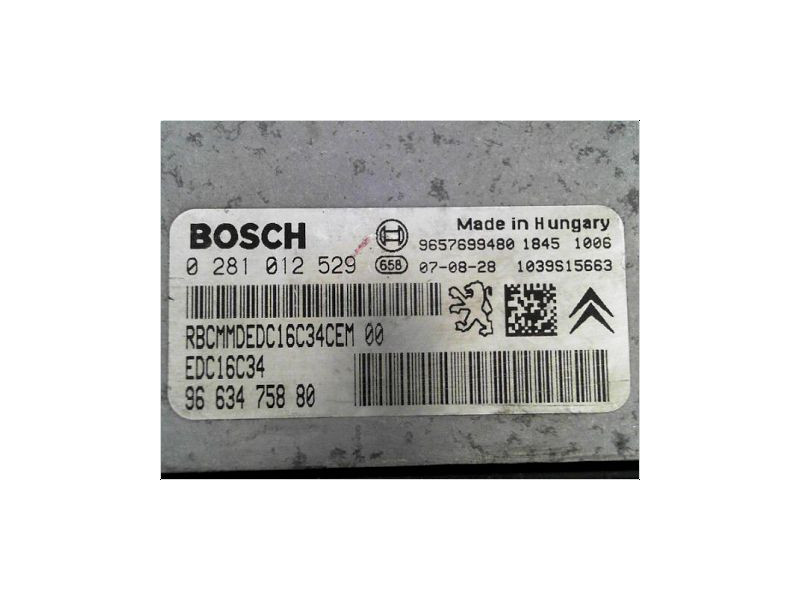 BOSCH
Made in Hungary
9657699480 1845 1006
0 281 012 529 658 07-08-28 1039S15663
RBCMMDEDC16C34CEM 00
EDC16C34
96 634 758 80